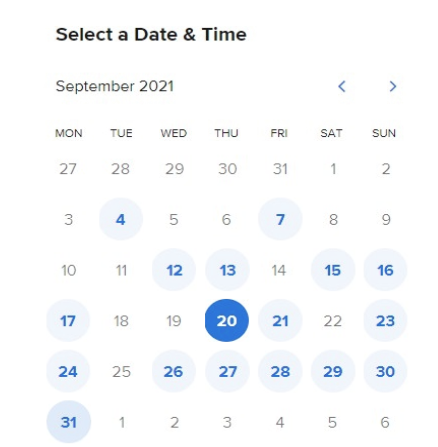 Select a Date & Time
September 2021
MON TUE WED THU FRI SAT SUN
27 28 29 30 31 1 2
3 4 5 6 7 8 9
10 11 12 13 14 15 16
17 18 19 20 21 22 23
24 25 26 27 28 29 30
31 1 2 3 4 5 6